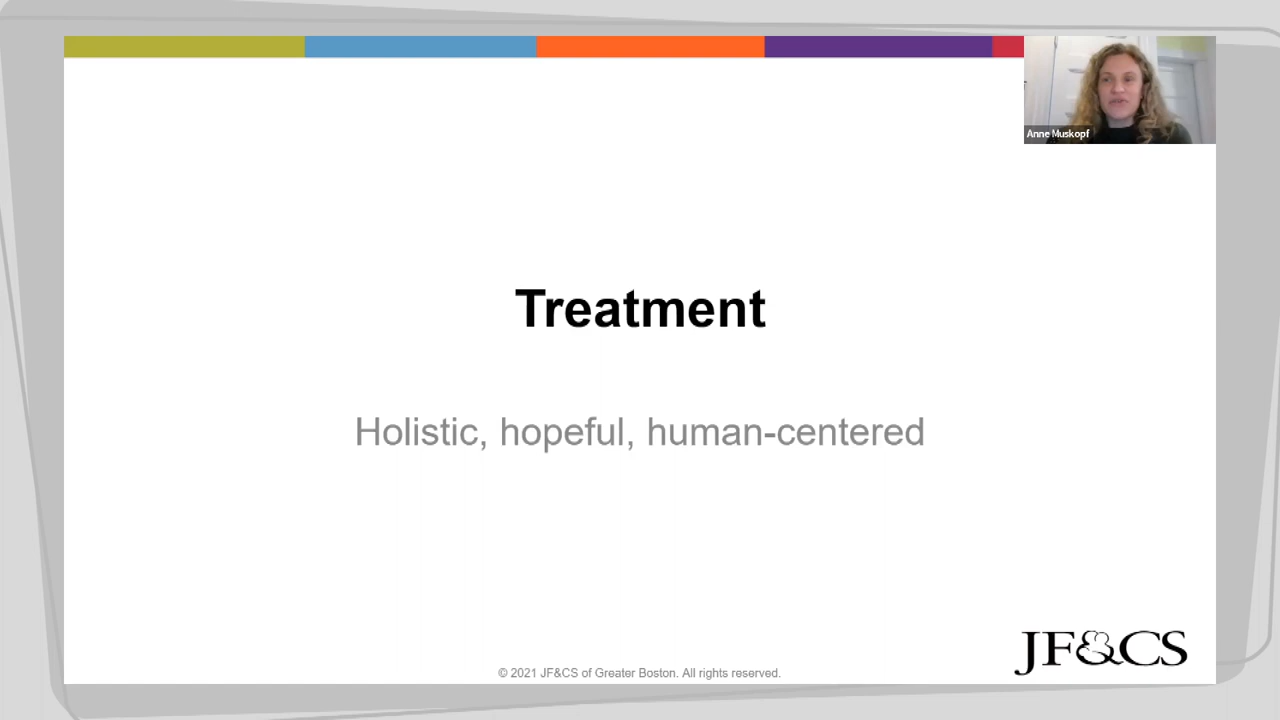 Anne Muskopf
Treatment
Holistic, hopeful, human-centered
JF&CS
© 2021 JF&CS of Greater Boston. All rights reserved.